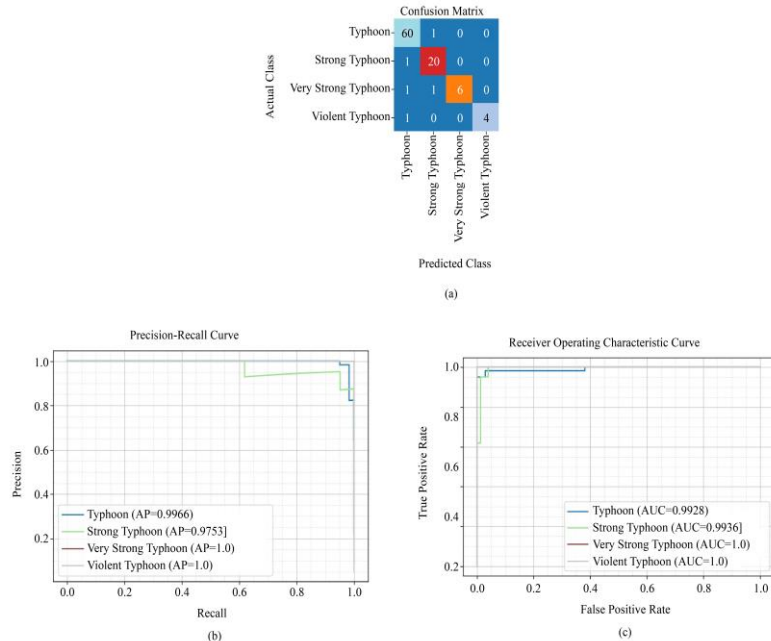 Confusion Matrix
Actual Class
Typhoon 60 1 0 0
Strong Typhoon 1 20 0 0
Very Strong Typhoon 1 1 6 0
Violent Typhoon 1 0 0 4
Typhoon
Strong Typhoon
Very Strong Typhoon
Violent Typhoon
Predicted Class
(a)
Precision-Recall Curve
Precision
1.0
0.8
0.6
0.4
0.2
Typhoon (AP=0.9966)
Strong Typhoon (AP=0.9753]
Very Strong Typhoon (AP=1.0)
Violent Typhoon (AP=1.0)
0.0 0.2 0.4 0.6 0.8 1.0
Recall
(b)
Receiver Operating Characteristic Curve
True Positive Rate
1.0
0.8
0.6
0.4
0.2
Typhoon (AUC=0.9928)
Strong Typhoon (AUC=0.9936]
Very Strong Typhoon (AUC=1.0)
Violent Typhoon (AUC=1.0)
0.0 0.2 0.4 0.6 0.8 1.0
False Positive Rate
(c)